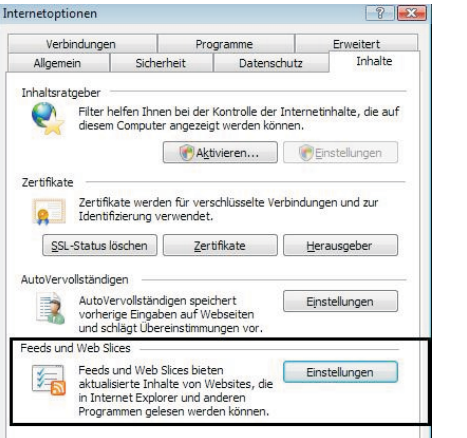 Internetoptionen
Verbindungen Programme Erweitert
Allgemein Sicherheit Datenschutz Inhalte
Inhaltsratgeber
Filter helfen Ihnen bei der Kontrolle der Internetinhalte, die auf
diesem Computer angezeigt werden können.
Aktivieren... Einstellungen
Zertifikate
Zertifikate werden für verschlüsselte Verbindungen und zur
Identifizierung verwendet.
SSL-Status löschen Zertifikate Herausgeber
AutoVervollständigen
AutoVervollständigen speichert
vorherige Eingaben auf Webseiten
und schlägt Übereinstimmungen vor.
Einstellungen
Feeds und Web Slices
Feeds und Web Slices bieten
aktualisierte Inhalte von Websites, die
in Internet Explorer und anderen
Programmen gelesen werden können.
Einstellungen